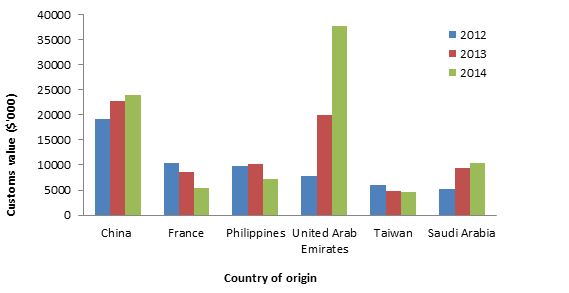 40000
35000
30000
25000
20000
15000
10000
5000
0
Customs value ($'000)
2012
2013
2014
China
France
Philippines
United Arab
Emirates
Taiwan
Saudi Arabia
Country of origin